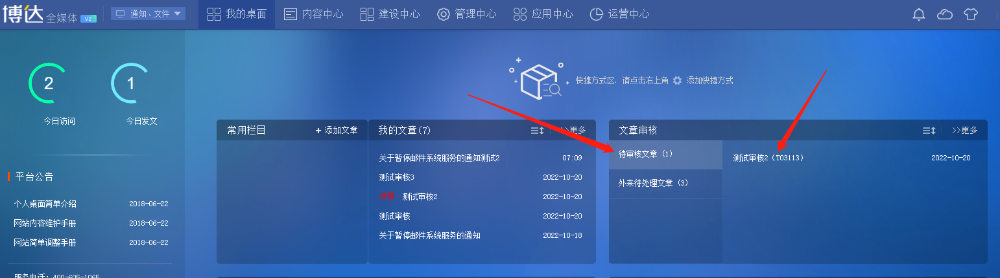 博达 全媒体 V2
通知、文件
我的桌面
内容中心
建设中心
管理中心
应用中心
运营中心
2
今日访问
1
今日发文
快捷方式区, 请点击右上角 添加快捷方式
平台公告
个人桌面简单介绍 2018-06-22
网站内容维护手册 2018-06-22
网站简单调整手册 2018-06-22
服务电话: 400-605-1065
常用栏目 + 添加文章
我的文章(7) >>更多
关于暂停邮件系统服务的通知测试2 07:09
测试审核3 2022-10-20
测试审核2 2022-10-20
测试审核 2022-10-20
关于暂停邮件系统服务的通知 2022-10-18
文章审核 >>更多
待审核文章 (1)
外来待处理文章 (3)
测试审核2(T03113) 2022-10-20